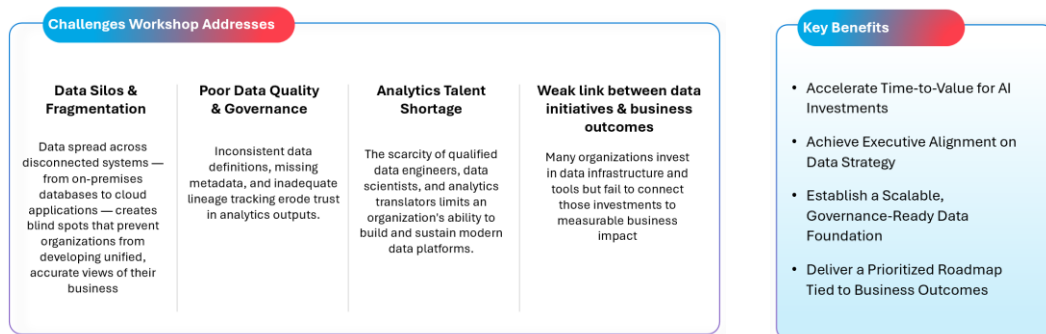 Challenges Workshop Addresses
Data Silos &
Fragmentation
Data spread across
disconnected systems —
from on-premises
databases to cloud
applications — creates
blind spots that prevent
organizations from
developing unified,
accurate views of their
business
Poor Data Quality
& Governance
Inconsistent data
definitions, missing
metadata, and inadequate
lineage tracking erode trust
in analytics outputs.
Analytics Talent
Shortage
The scarcity of qualified
data engineers, data
scientists, and analytics
translators limits an
organization's ability to
build and sustain modern
data platforms.
Weak link between data
initiatives & business
outcomes
Many organizations invest
in data infrastructure and
tools but fail to connect
those investments to
measurable business
impact
Key Benefits
• Accelerate Time-to-Value for AI
Investments
• Achieve Executive Alignment on
Data Strategy
• Establish a Scalable,
Governance-Ready Data
Foundation
• Deliver a Prioritized Roadmap
Tied to Business Outcomes